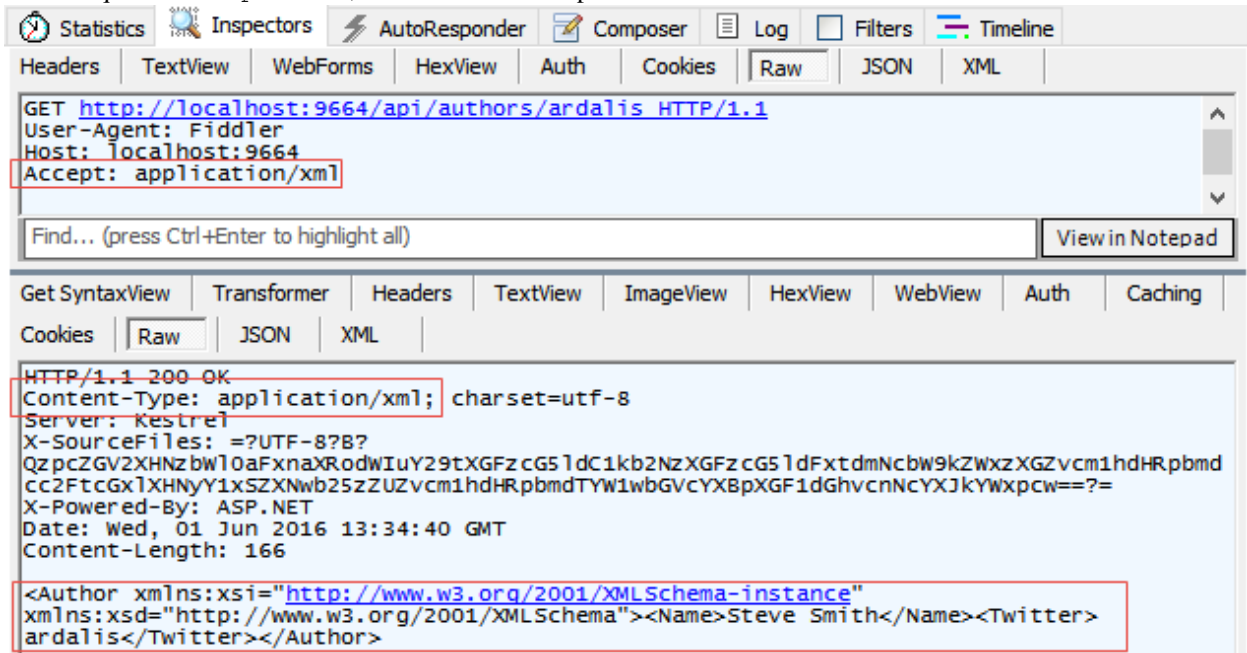 Statistics Inspectors AutoResponder Composer Log Filters Timeline
Headers TextView WebForms HexView Auth Cookies Raw JSON XML
GET http://localhost:9664/api/authors/ardalis HTTP/1.1
User-Agent: Fiddler
Host: localhost:9664
Accept: application/xml
Find... (press Ctrl+Enter to highlight all) View in Notepad
Get SyntaxView Transformer Headers TextView ImageView HexView WebView Auth Caching
Cookies Raw JSON XML
HTTP/1.1 200 OK
Content-Type: application/xml; charset=utf-8
Server: Kestrel
X-SourceFiles: =?UTF-8?B?
QzpcZGV2XHNzbWl0aFxnaXRodWIuY29tXGFzcG5ldC1kb2NzXGFzcG5ldFxtdmNcbW9kZWxzXGZvcm1hdHRpbmd
cc2FtcGxlXHNyY1xSZXNwb25zZUZvcm1hdHRpbmdTYW1wbGVcYXBpXGF1dGhvcnNcYXJkYWxpcw==?=
X-Powered-By: ASP.NET
Date: Wed, 01 Jun 2016 13:34:40 GMT
Content-Length: 166
<Author xmlns:xsi="http://www.w3.org/2001/XMLSchema-instance"
xmlns:xsd="http://www.w3.org/2001/XMLSchema"><Name>Steve Smith</Name><Twitter>
ardalis</Twitter></Author>